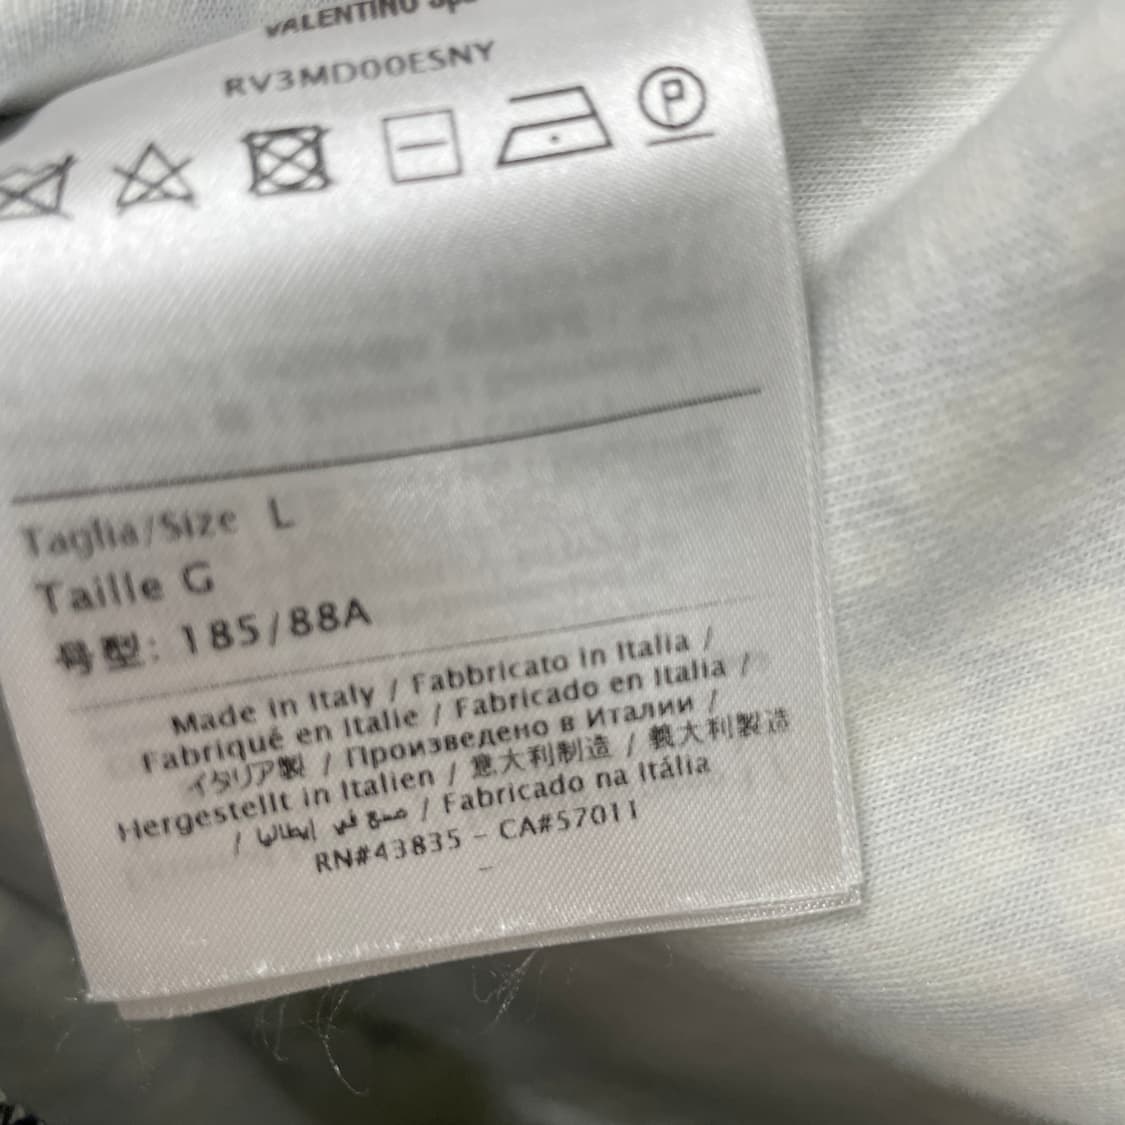 VALENTINO SpA
RV3MD00ESNY
Taglia/Size L
Taille G
号型: 185/88A
Made in Italy / Fabbricato in Italia /
Fabriqué en Italie / Fabricado en Italia /
イタリア製 / Произведено в Италии /
Hergestellt in Italien / 意大利制造 / 義大利製造
/ صنع في إيطاليا / Fabricado na Itália
RN#43835 - CA#57011
-